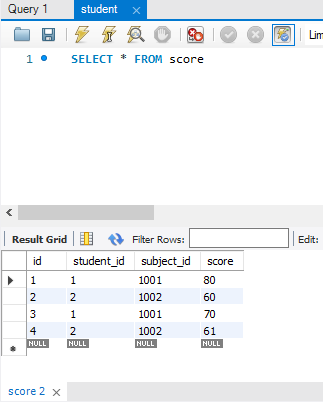 Query 1 student ×
Lim
1 SELECT * FROM score
Result Grid Filter Rows: Edit:
id student_id subject_id score
1 1 1001 80
2 2 1002 60
3 1 1001 70
4 2 1002 61
NULL NULL NULL NULL
score 2 ×